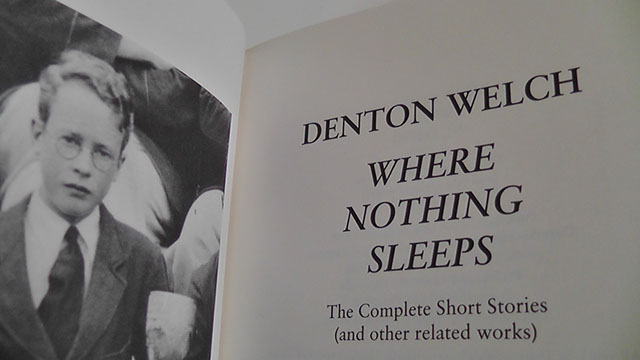 DENTON WELCH
WHERE
NOTHING
SLEEPS
The Complete Short Stories
(and other related works)